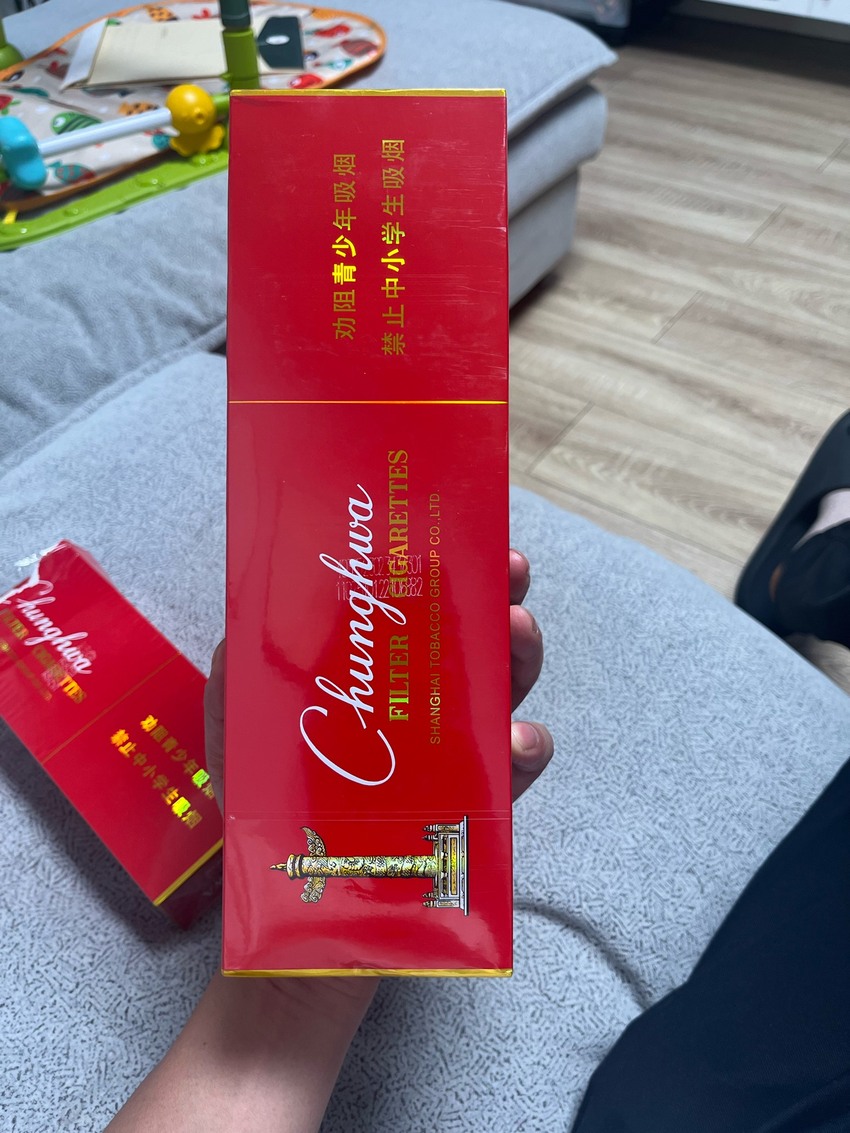 劝阻青少年吸烟
禁止中小学生吸烟
Chunghwa
FILTER CIGARETTES
SHANGHAI TOBACCO GROUP CO.,LTD.
Chunghwa
劝阻青少年吸烟
禁止中小学生吸烟